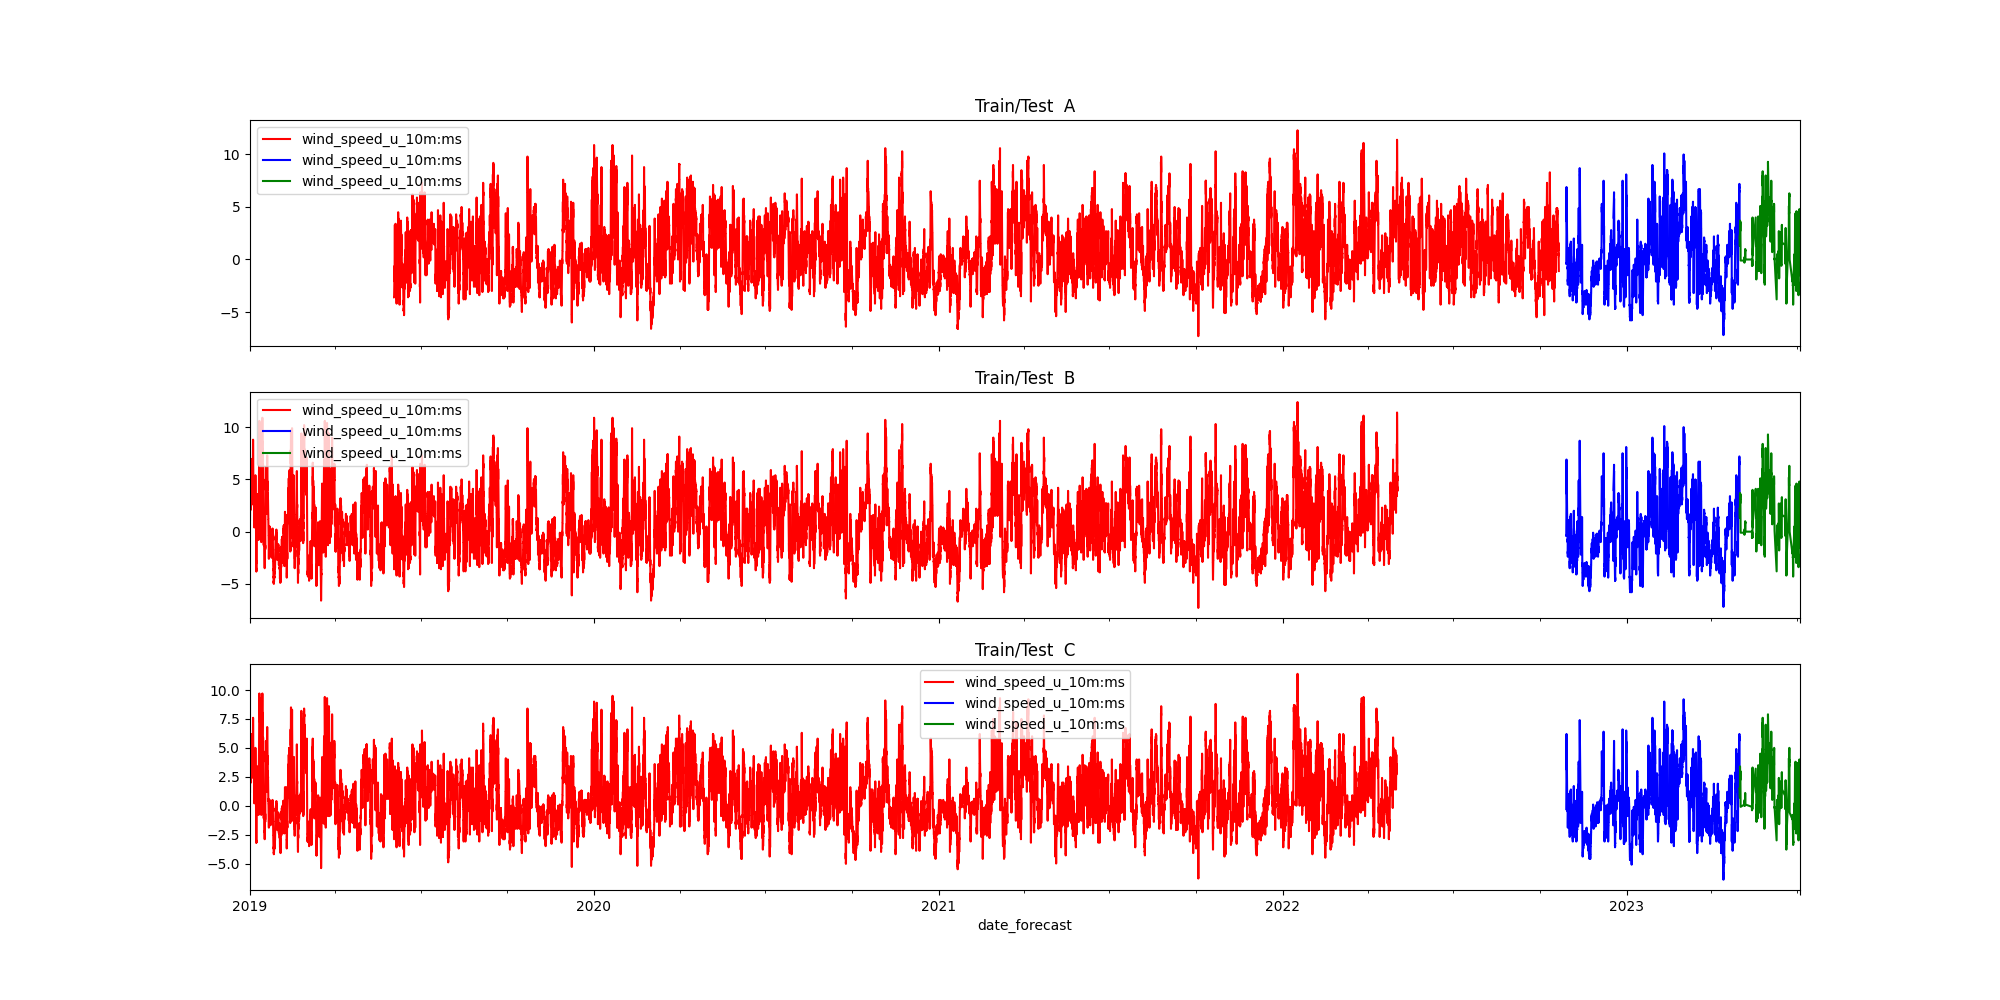 Train/Test A
wind_speed_u_10m:ms
wind_speed_u_10m:ms
wind_speed_u_10m:ms
10
5
0
−5
Train/Test B
wind_speed_u_10m:ms
wind_speed_u_10m:ms
wind_speed_u_10m:ms
10
5
0
−5
Train/Test C
wind_speed_u_10m:ms
wind_speed_u_10m:ms
wind_speed_u_10m:ms
10.0
7.5
5.0
2.5
0.0
−2.5
−5.0
2019 2020 2021 2022 2023
date_forecast